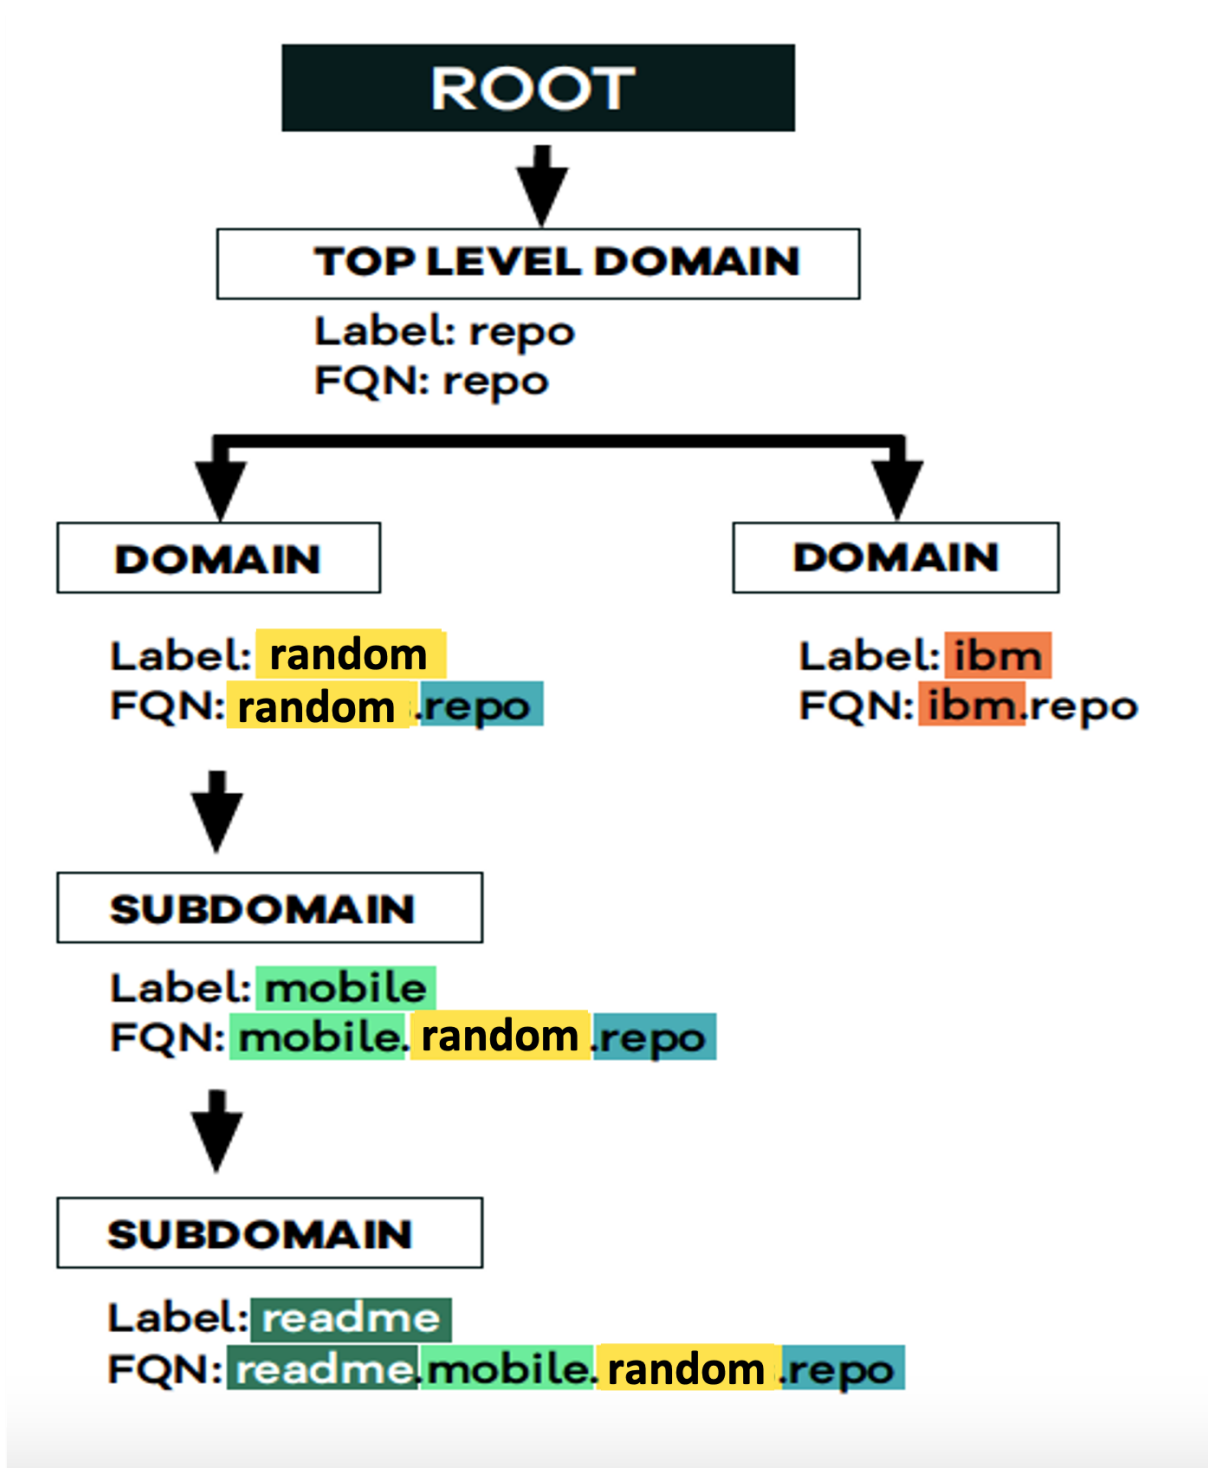 ROOT
TOP LEVEL DOMAIN
Label: repo
FQN: repo
DOMAIN
Label: random
FQN: random.repo
DOMAIN
Label: ibm
FQN: ibm.repo
SUBDOMAIN
Label: mobile
FQN: mobile.random.repo
SUBDOMAIN
Label: readme
FQN: readme.mobile.random.repo